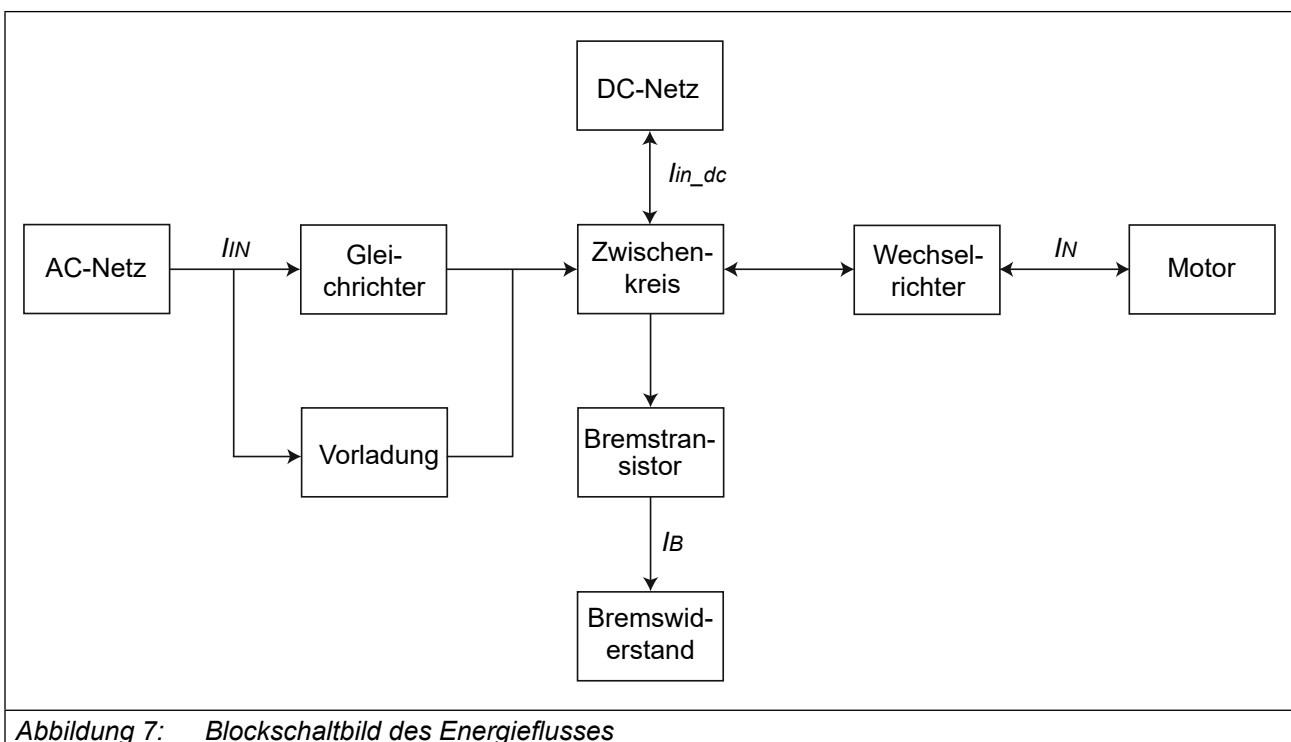 DC-Netz
Iin_dc
AC-Netz
IIN
Glei-
chrichter
Zwischen-
kreis
Wechsel-
richter
IN
Motor
Vorladung
Bremstran-
sistor
IB
Bremswid-
erstand
Abbildung 7: Blockschaltbild des Energieflusses